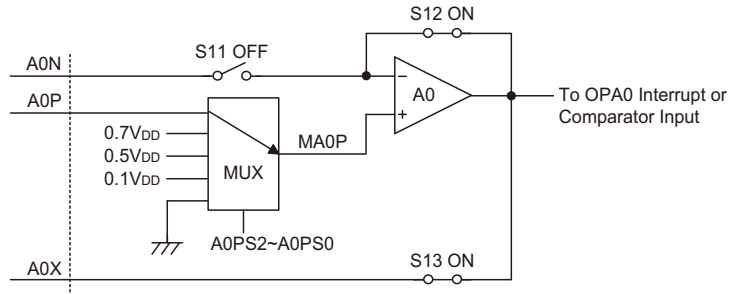 S12 ON
S11 OFF
A0N
−
A0
A0P
+
To OPA0 Interrupt or
Comparator Input
0.7VDD
0.5VDD
0.1VDD
MA0P
MUX
A0PS2~A0PS0
S13 ON
A0X